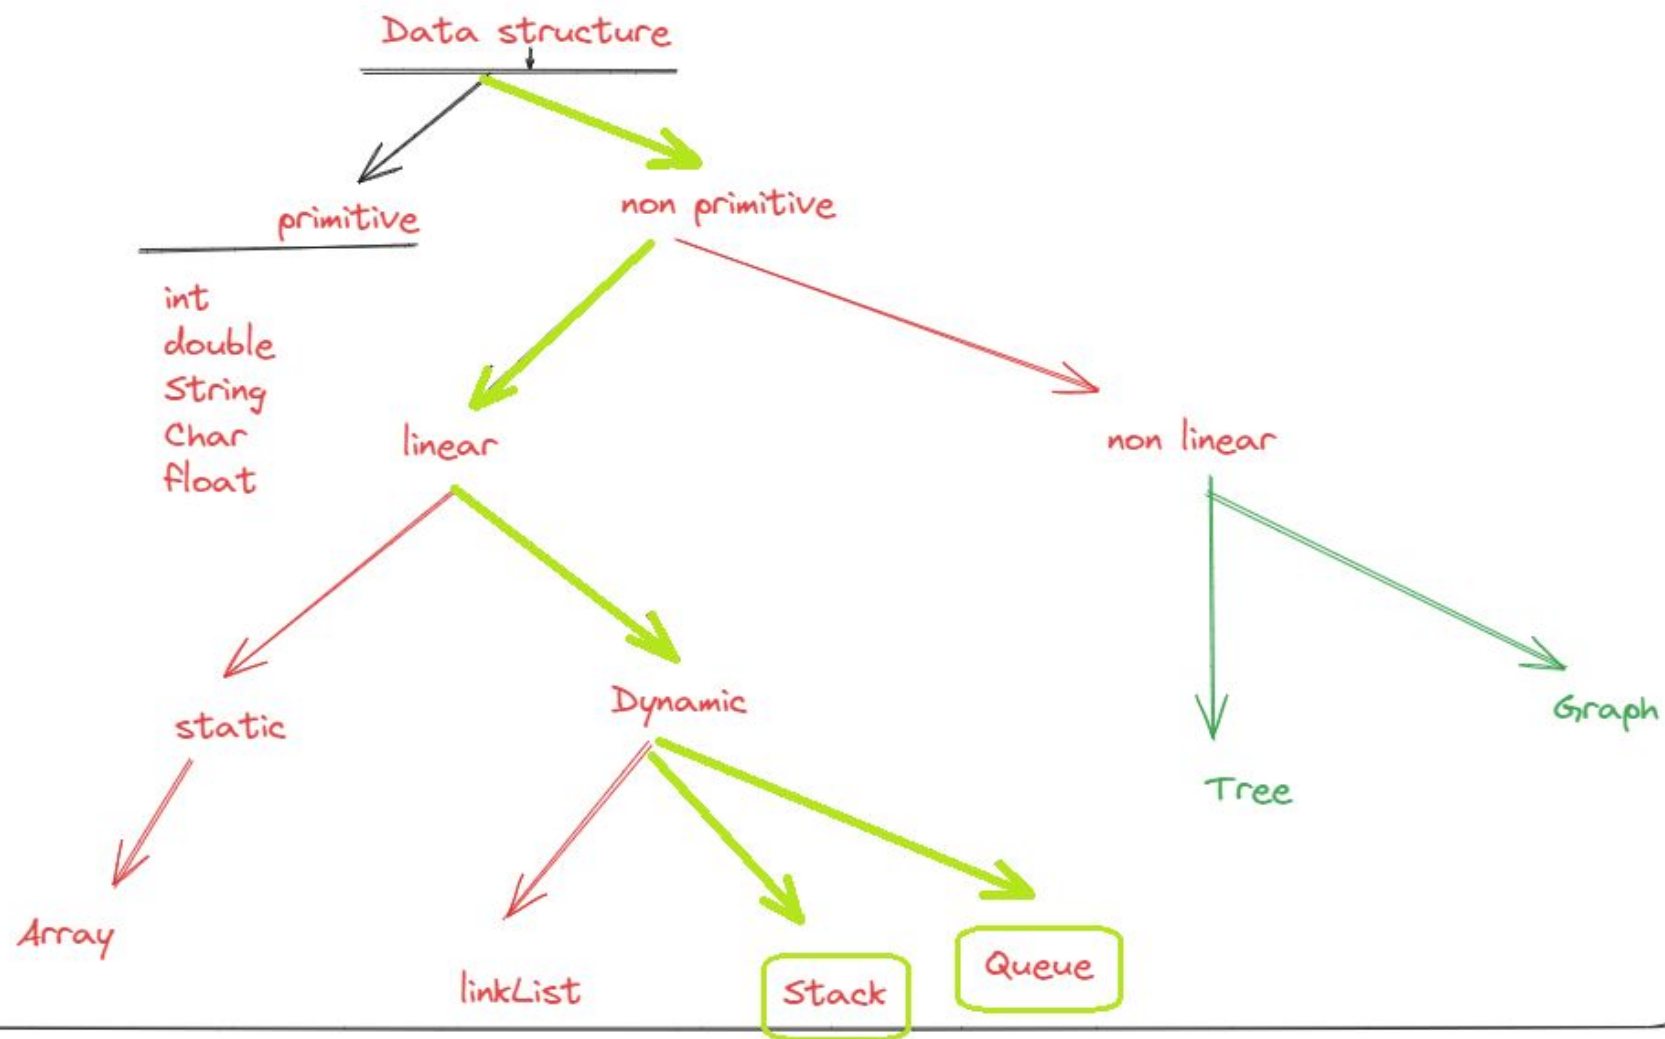 Data structure
primitive
non primitive
int
double
String
Char
float
linear
non linear
static
Dynamic
Graph
Tree
Array
linkList
Stack
Queue